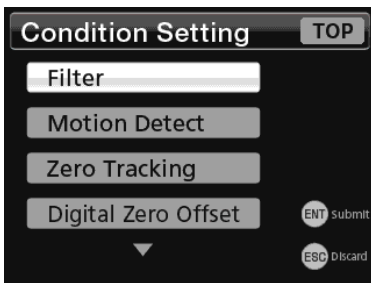 Condition Setting TOP
Filter
Motion Detect
Zero Tracking
Digital Zero Offset
ENT Submit
ESC Discard